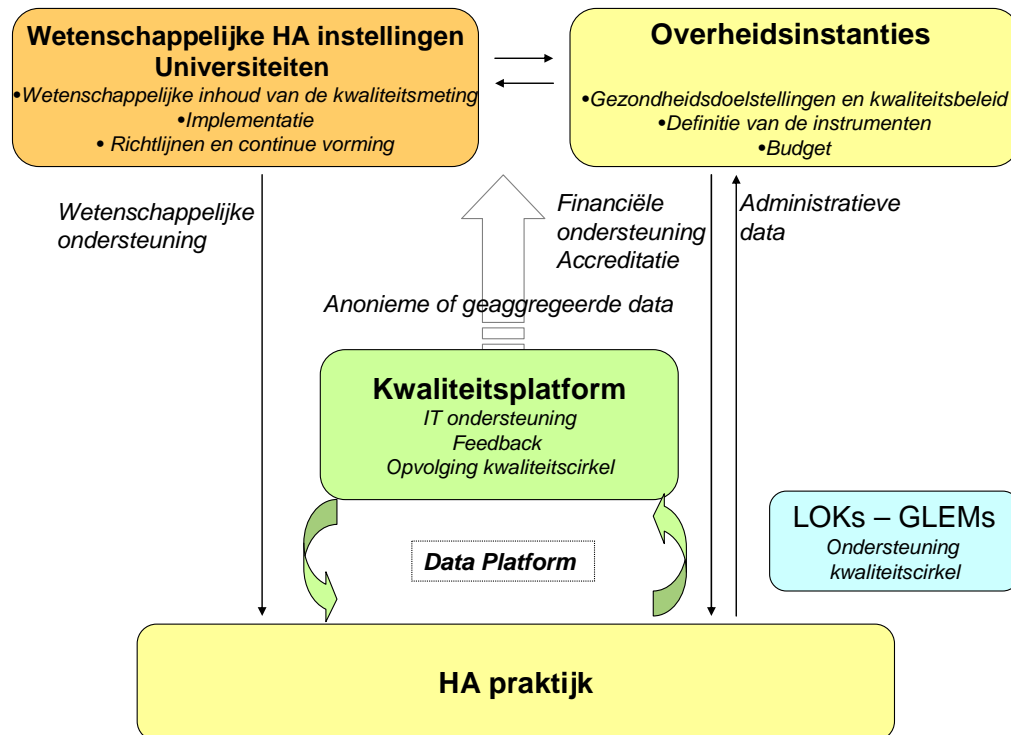 Wetenschappelijke HA instellingen
Universiteiten
•Wetenschappelijke inhoud van de kwaliteitsmeting
•Implementatie
• Richtlijnen en continue vorming
Overheidsinstanties
•Gezondheidsdoelstellingen en kwaliteitsbeleid
•Definitie van de instrumenten
•Budget
Wetenschappelijke
ondersteuning
Financiële
ondersteuning
Accreditatie
Administratieve
data
Anonieme of geaggregeerde data
Kwaliteitsplatform
IT ondersteuning
Feedback
Opvolging kwaliteitscirkel
Data Platform
LOKs – GLEMs
Ondersteuning
kwaliteitscirkel
HA praktijk